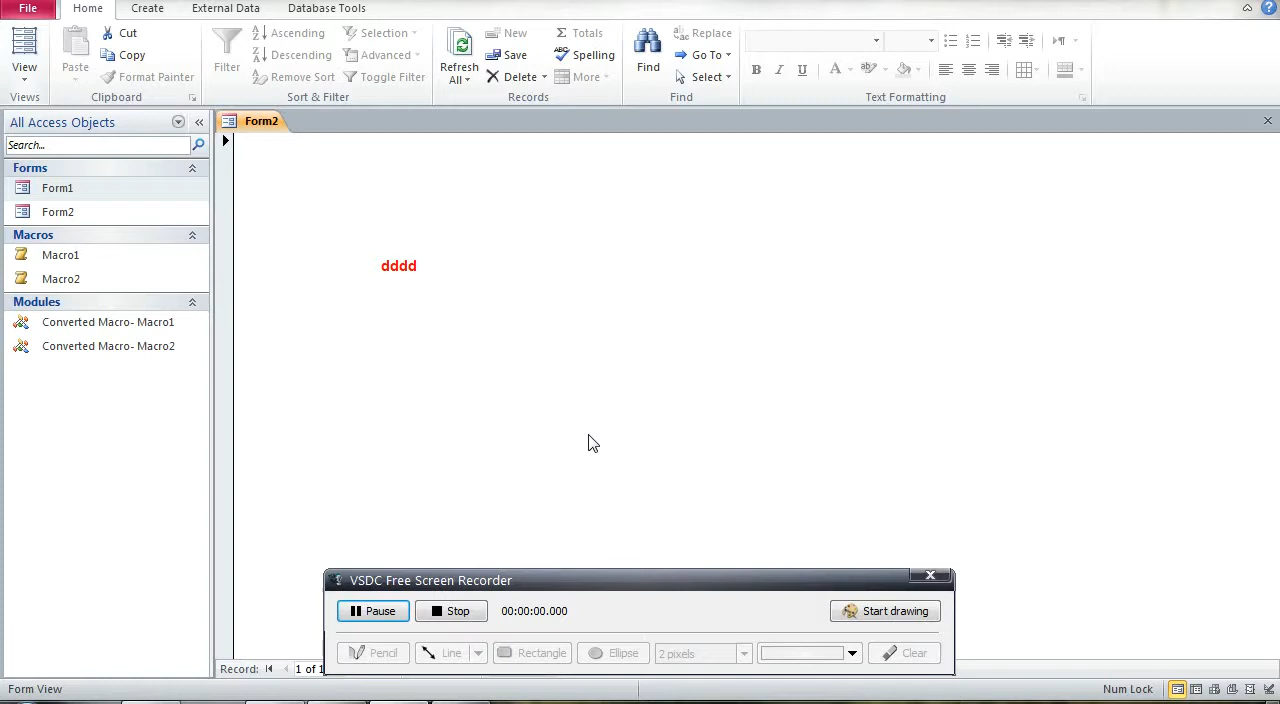 File Home Create External Data Database Tools
Cut Ascending Selection New Totals Replace
Copy Descending Advanced Save Spelling Go To
View Paste Format Painter Filter Remove Sort Toggle Filter Refresh All Delete More Find Select
Views Clipboard Sort & Filter Records Find Text Formatting
All Access Objects Form2
Search...
Forms
Form1
Form2
Macros
Macro1
Macro2
Modules
Converted Macro- Macro1
Converted Macro- Macro2
dddd
VSDC Free Screen Recorder
Pause Stop 00:00:00.000 Start drawing
Pencil Line Rectangle Ellipse 2 pixels Clear
Record: 1 of 1
Form View Num Lock